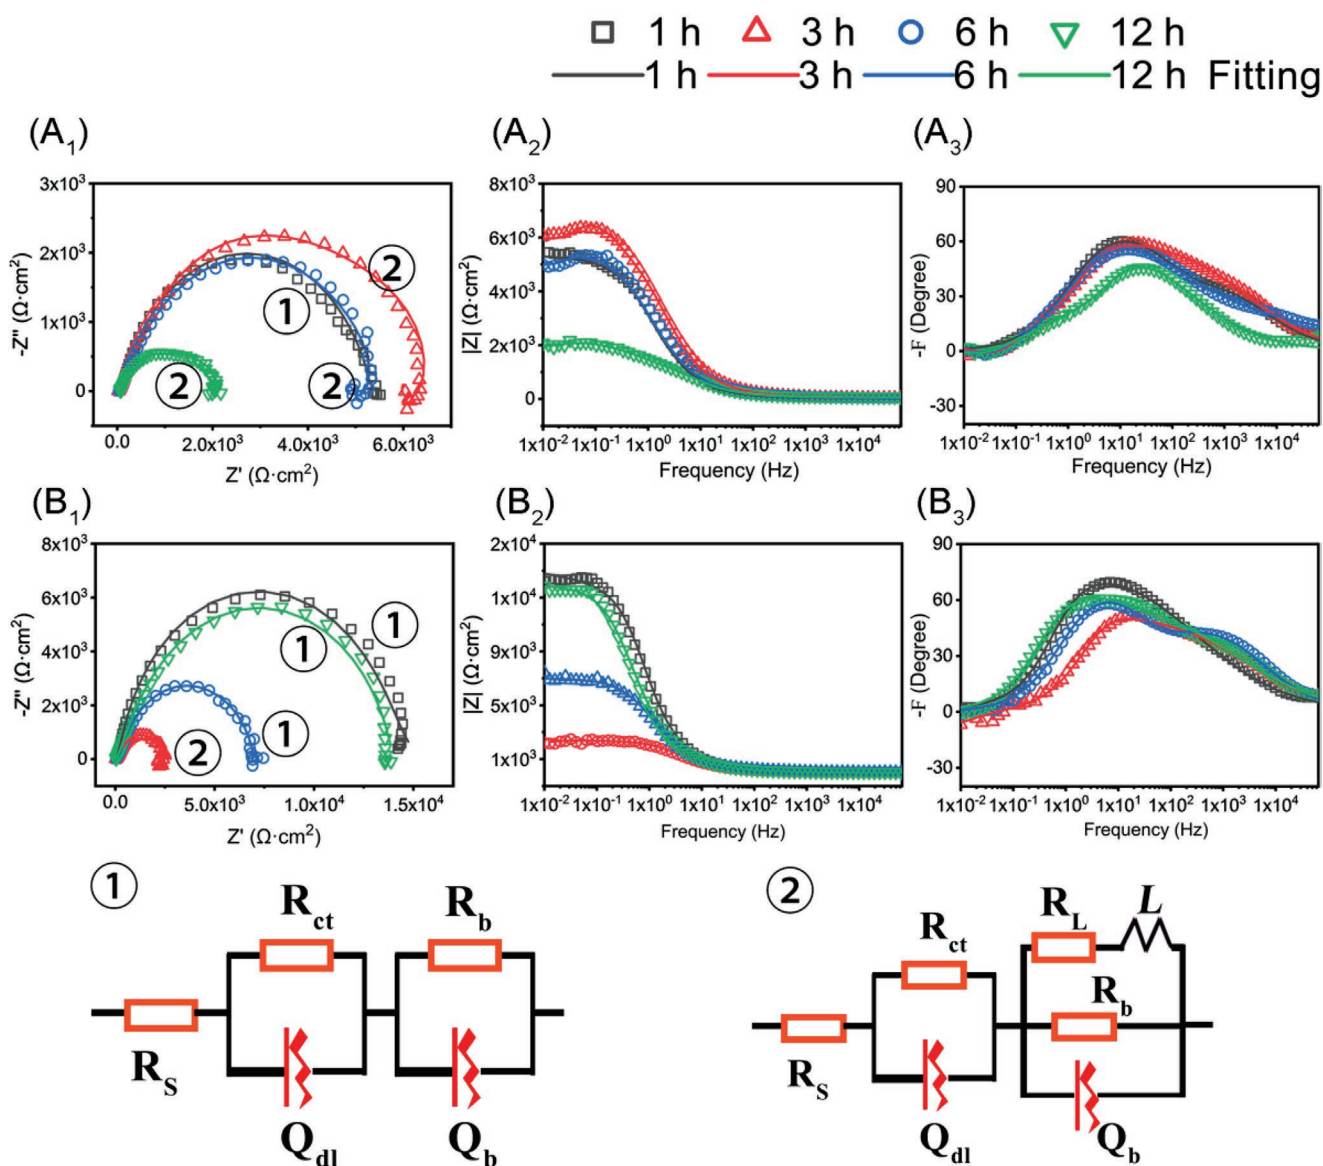 1 h 3 h 6 h 12 h
1 h 3 h 6 h 12 h Fitting
(A1) (A2) (A3)
3x10³
2x10³
1x10³
0
-Z" (Ω·cm²)
0.0 2.0x10³ 4.0x10³ 6.0x10³
Z' (Ω·cm²)
1
2
2
2
8x10³
6x10³
4x10³
2x10³
0
|Z| (Ω·cm²)
1x10⁻² 1x10⁻¹ 1x10⁰ 1x10¹ 1x10² 1x10³ 1x10⁴
Frequency (Hz)
90
60
30
0
-30
-F (Degree)
1x10⁻² 1x10⁻¹ 1x10⁰ 1x10¹ 1x10² 1x10³ 1x10⁴
Frequency (Hz)
(B1) (B2) (B3)
8x10³
6x10³
4x10³
2x10³
0
-Z" (Ω·cm²)
0.0 5.0x10³ 1.0x10⁴ 1.5x10⁴
Z' (Ω·cm²)
1
1
1
2
2x10⁴
1x10⁴
9x10³
5x10³
1x10³
|Z| (Ω·cm²)
1x10⁻² 1x10⁻¹ 1x10⁰ 1x10¹ 1x10² 1x10³ 1x10⁴
Frequency (Hz)
90
60
30
0
-30
-F (Degree)
1x10⁻² 1x10⁻¹ 1x10⁰ 1x10¹ 1x10² 1x10³ 1x10⁴
Frequency (Hz)
1
Rct Rb
RS
Qdl Qb
2
RL L
Rct
Rb
RS
Qdl Qb